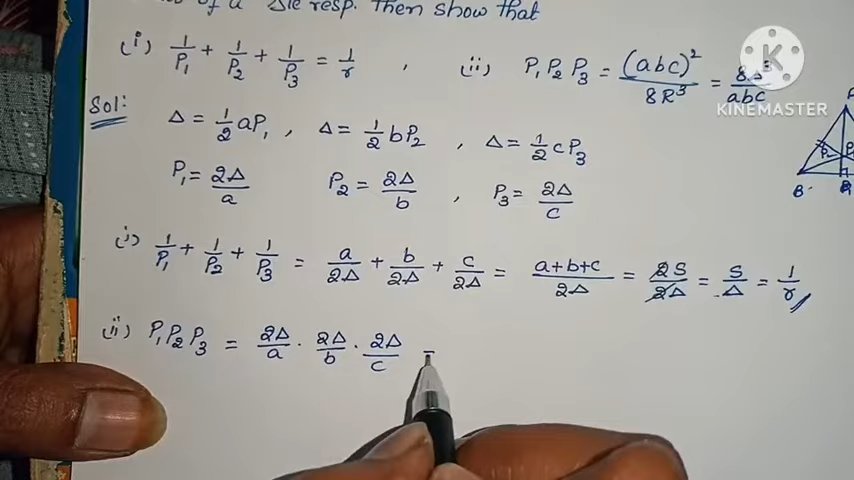 of a Δle resp. Then show that
(i) 1/P₁ + 1/P₂ + 1/P₃ = 1/r , (ii) P₁P₂P₃ = (abc)²/8R³ = 8Δ³/abc
KINEMASTER
Sol:
Δ = 1/2 aP₁ , Δ = 1/2 bP₂ , Δ = 1/2 cP₃
P₁ = 2Δ/a P₂ = 2Δ/b , P₃ = 2Δ/c
B
(i) 1/P₁ + 1/P₂ + 1/P₃ = a/2Δ + b/2Δ + c/2Δ = a+b+c/2Δ = 2S/2Δ = S/Δ = 1/r
(ii) P₁P₂P₃ = 2Δ/a · 2Δ/b · 2Δ/c =